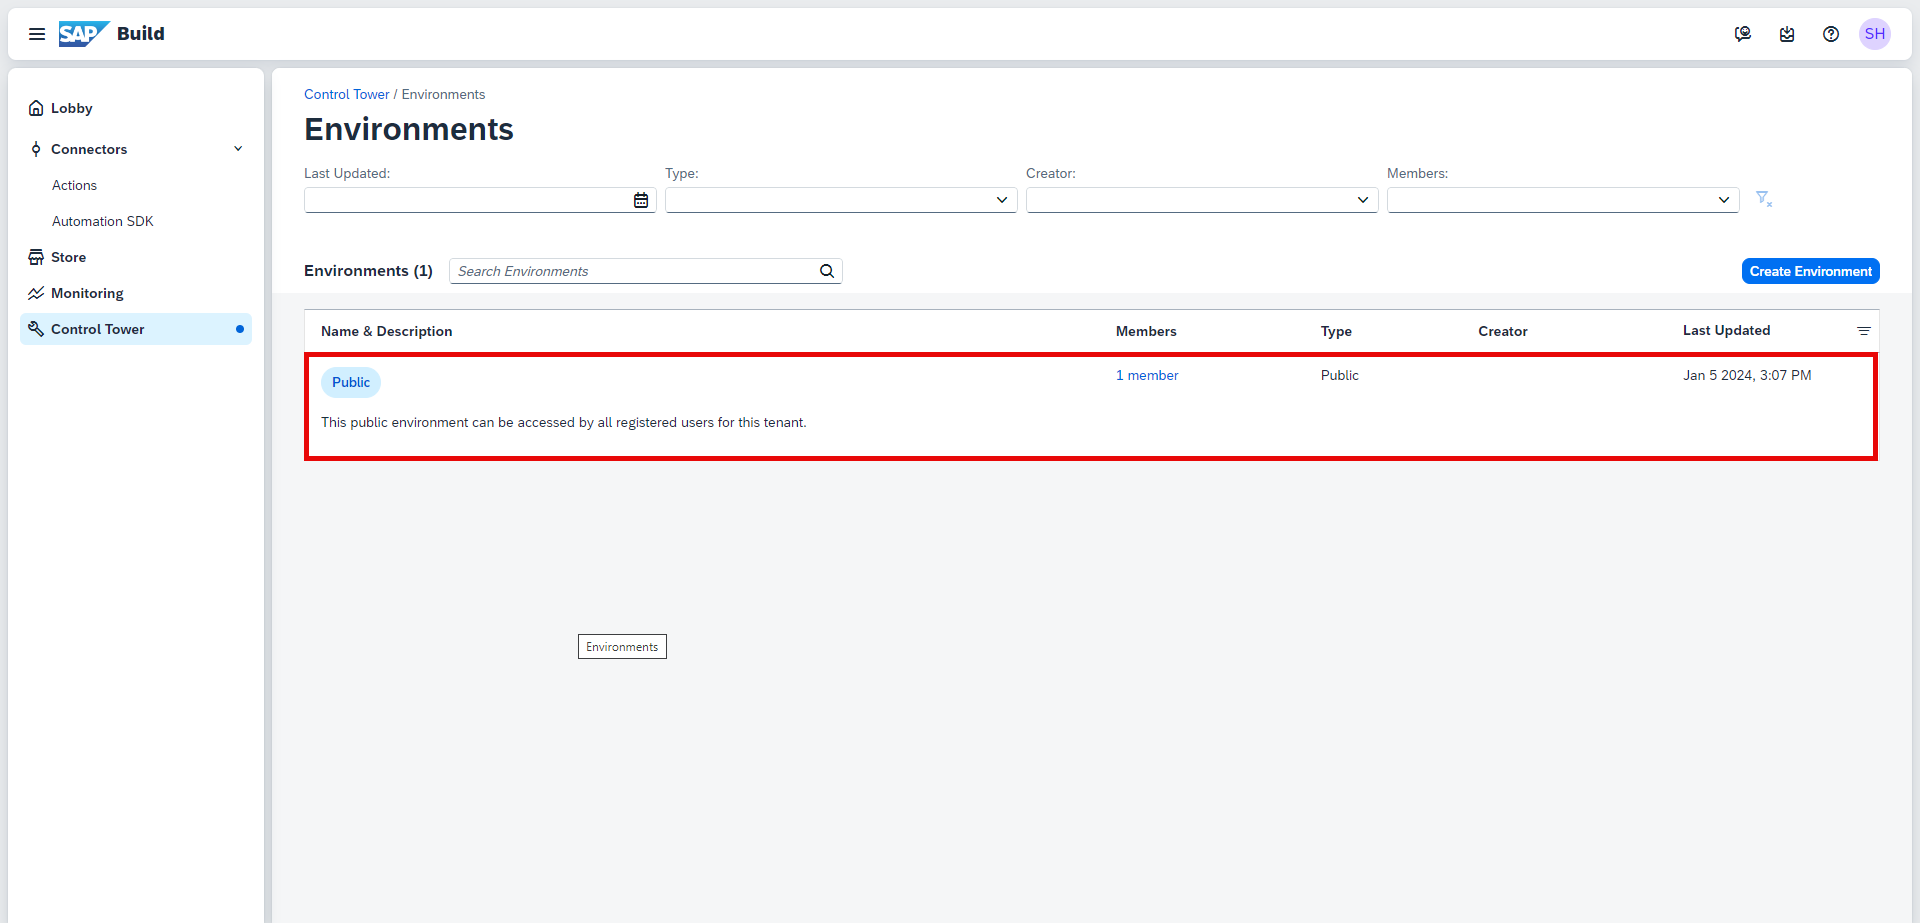 SAP Build
SH
Lobby
Connectors
Actions
Automation SDK
Store
Monitoring
Control Tower
Control Tower / Environments
Environments
Last Updated:
Type:
Creator:
Members:
Environments (1)
Search Environments
Create Environment
Name & Description
Members
Type
Creator
Last Updated
Public
1 member
Public
Jan 5 2024, 3:07 PM
This public environment can be accessed by all registered users for this tenant.
Environments